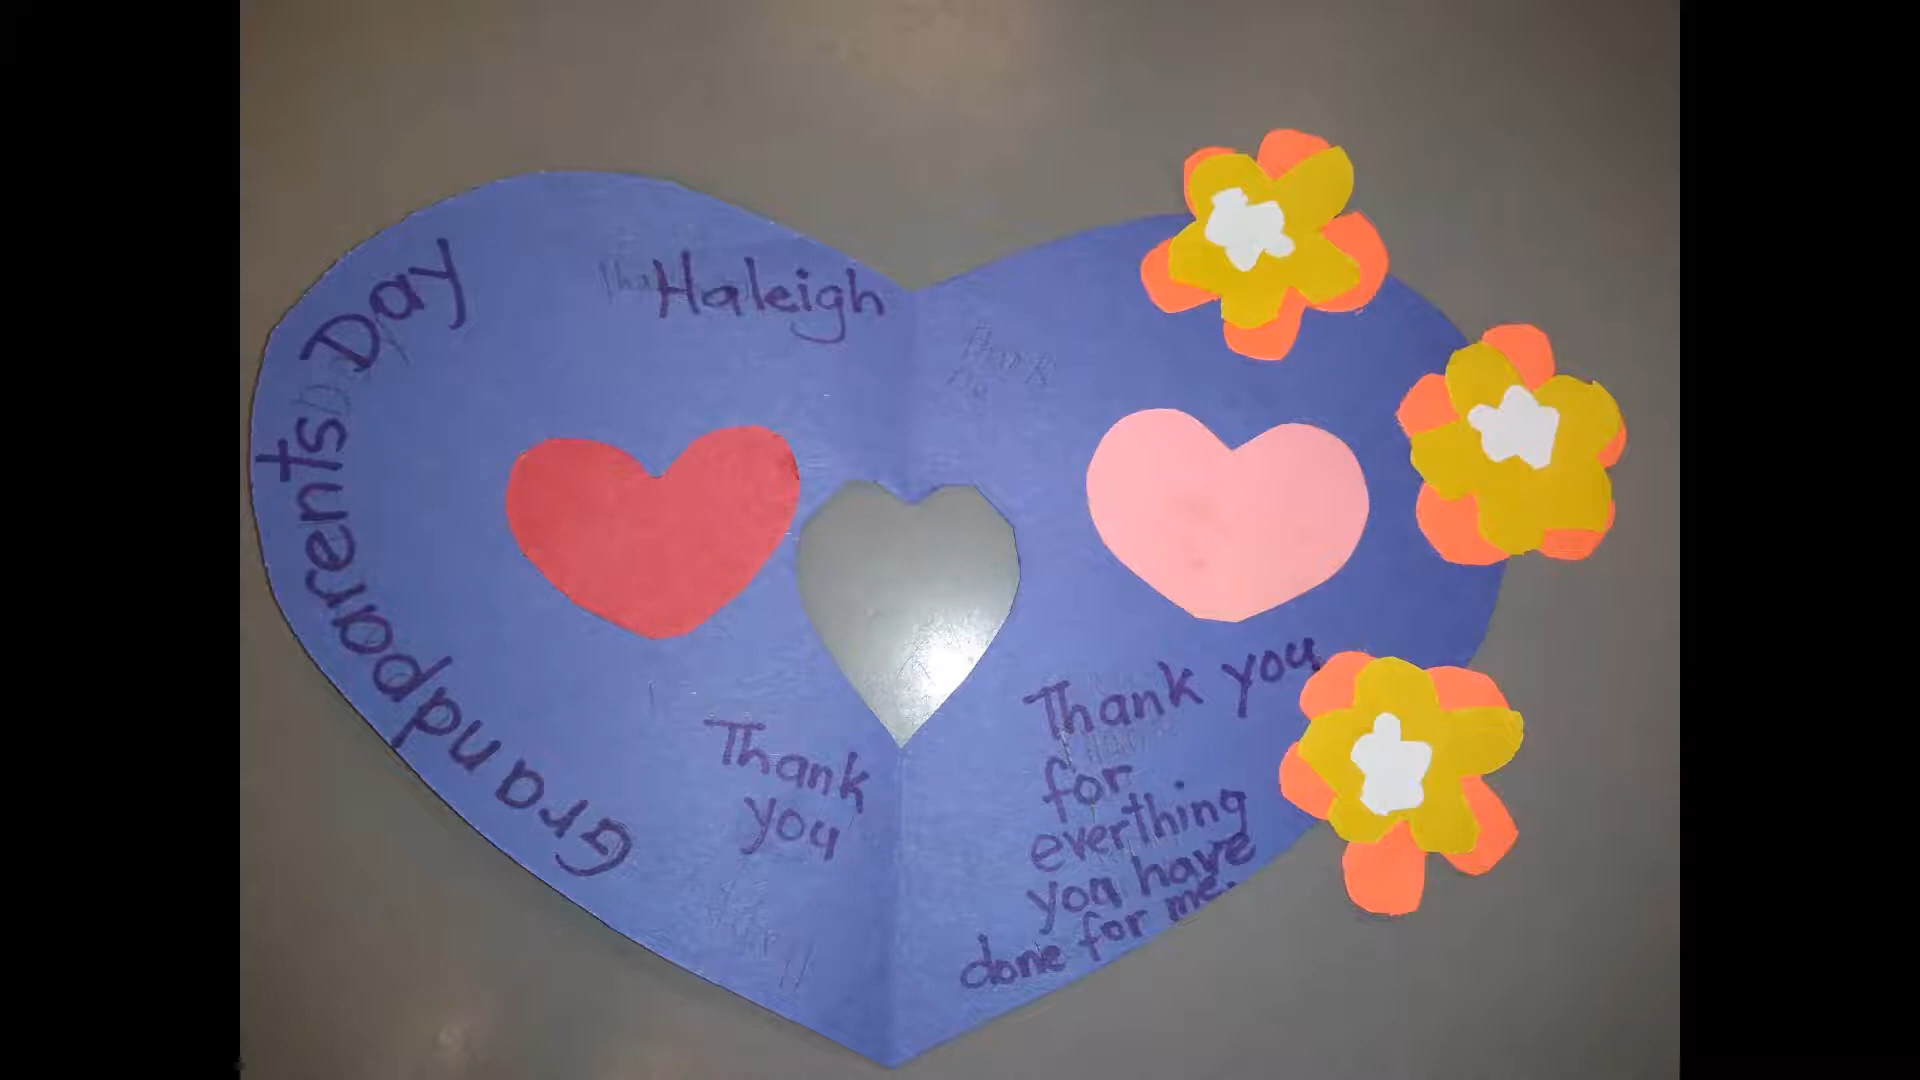 Grandparents Day
Haleigh
Thank
you
Thank you
for
everthing
you have
done for me.